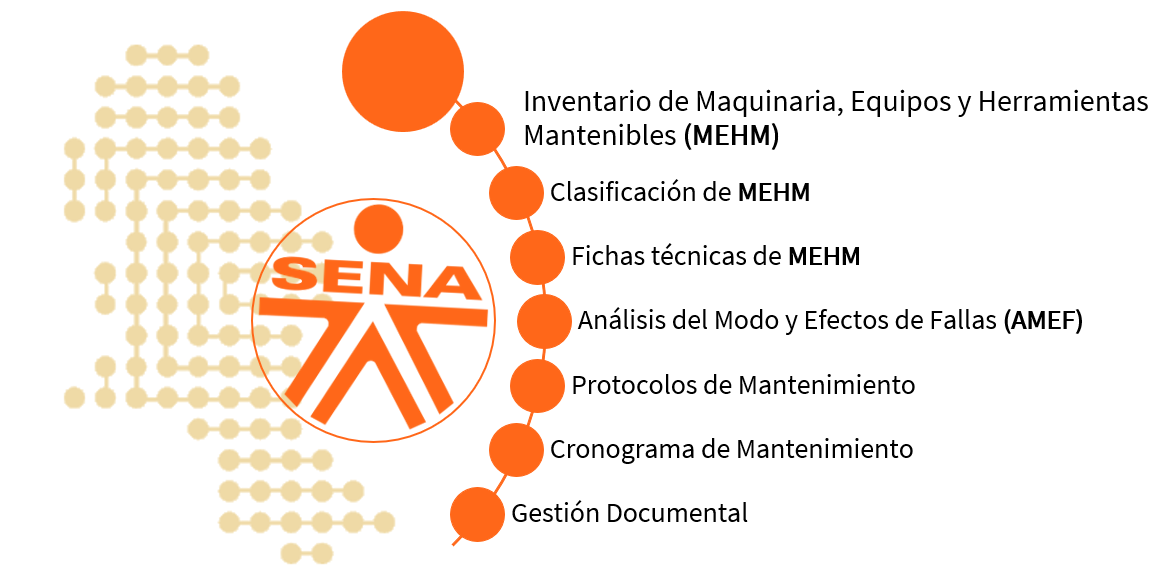 Inventario de Maquinaria, Equipos y Herramientas
Mantenibles (MEHM)
Clasificación de MEHM
Fichas técnicas de MEHM
SENA
Análisis del Modo y Efectos de Fallas (AMEF)
Protocolos de Mantenimiento
Cronograma de Mantenimiento
Gestión Documental